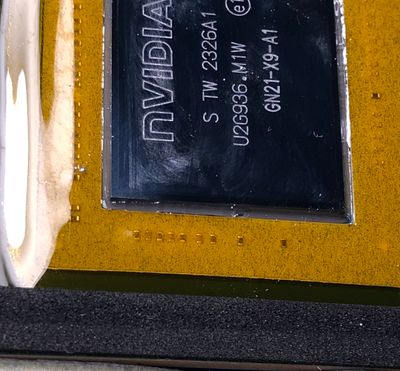 NVIDIA
S TW 2326A1
U2G936.M1W
GN21-X9-A1